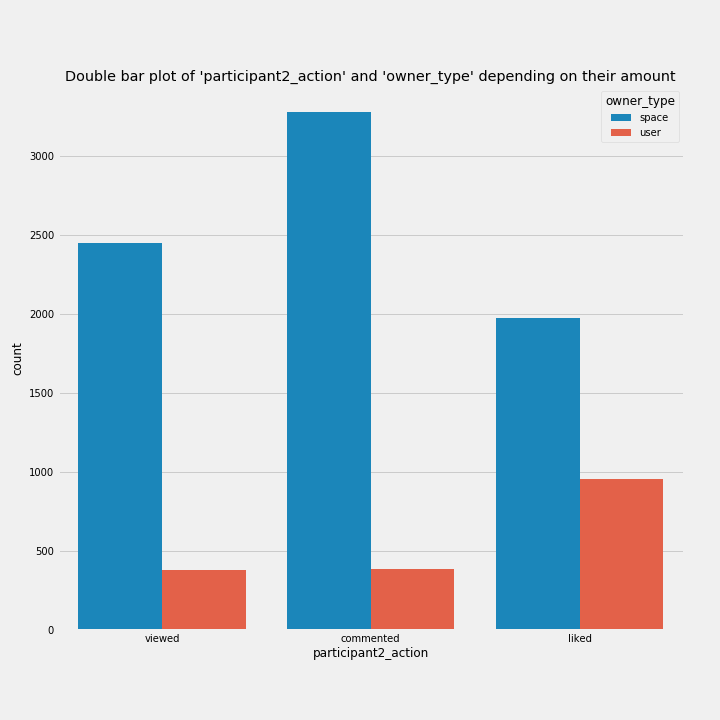 Double bar plot of 'participant2_action' and 'owner_type' depending on their amount
owner_type
space
user
3000
2500
2000
1500
1000
500
0
count
viewed
commented
liked
participant2_action